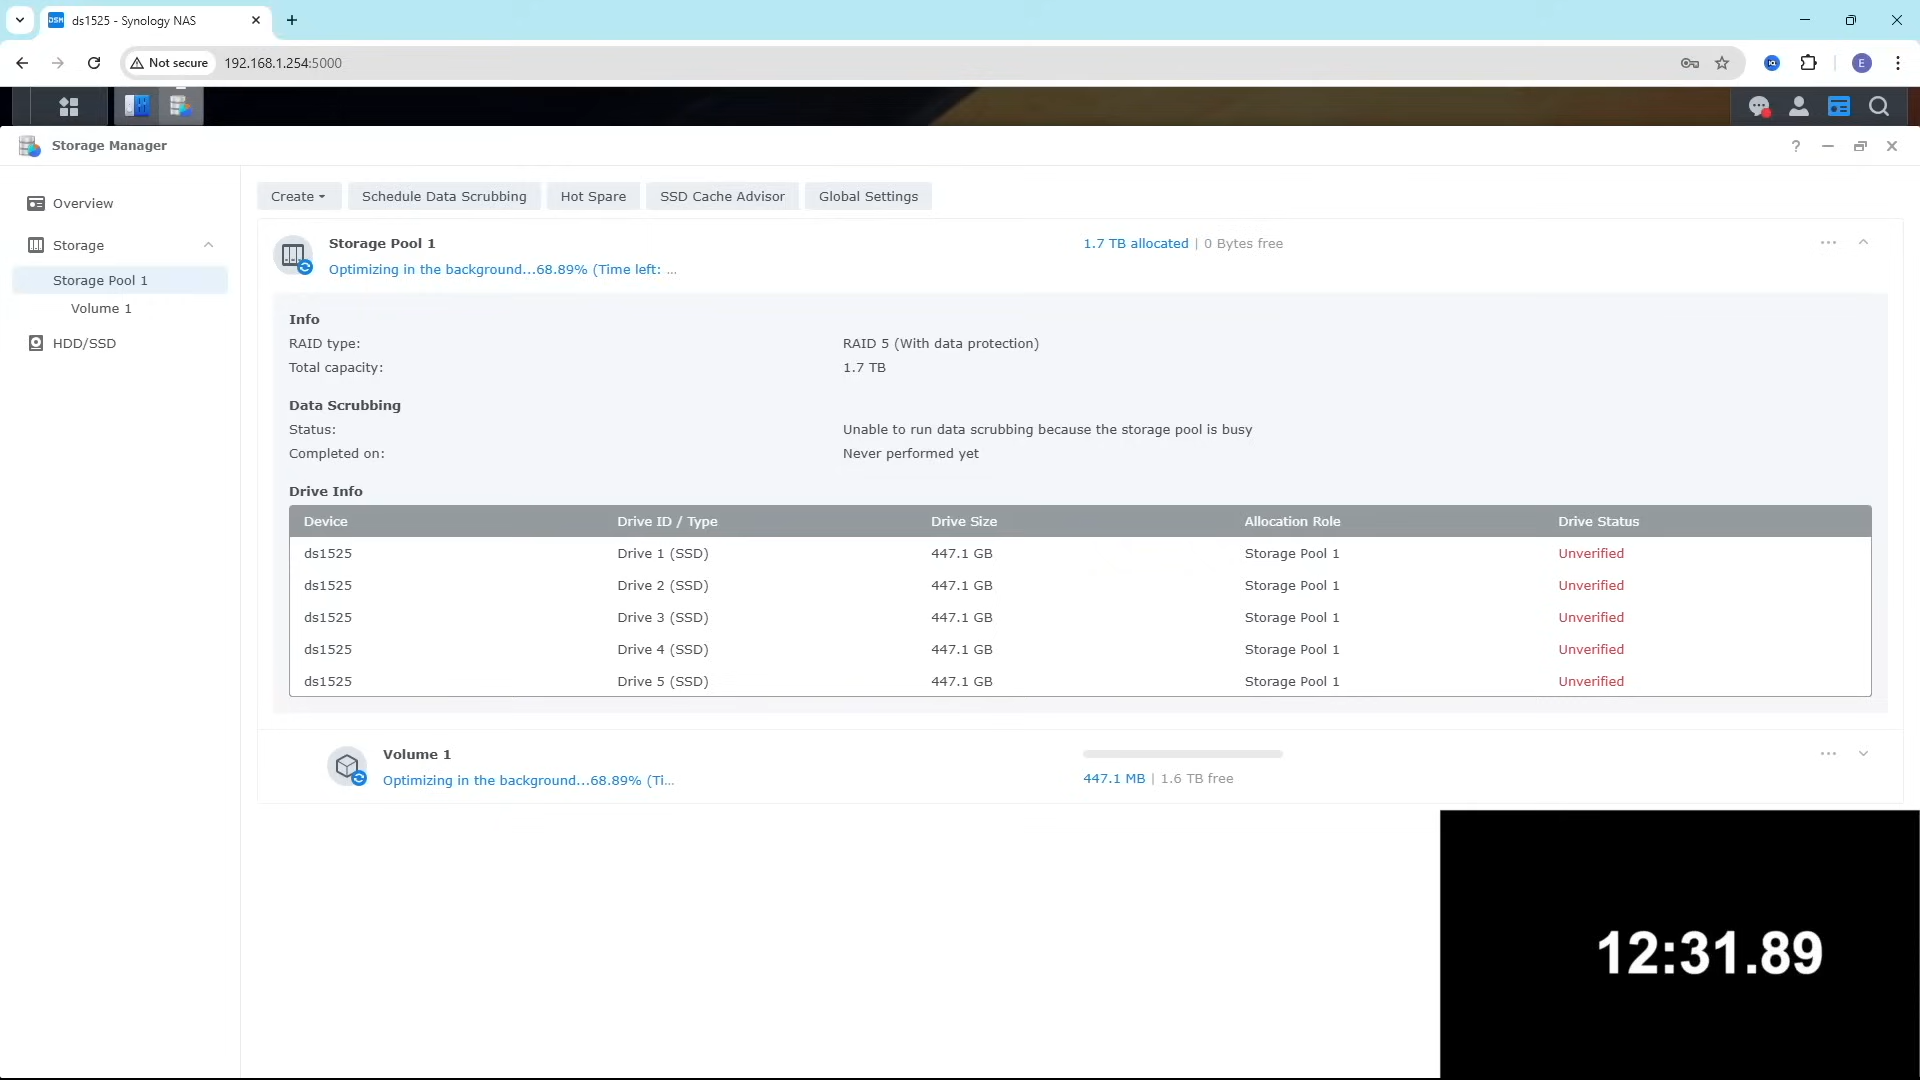 ds1525 - Synology NAS
Not secure 192.168.1.254:5000
E
Storage Manager
Overview
Storage
Storage Pool 1
Volume 1
HDD/SSD
Create Schedule Data Scrubbing Hot Spare SSD Cache Advisor Global Settings
Storage Pool 1 1.7 TB allocated | 0 Bytes free
Optimizing in the background...68.89% (Time left: ...
Info
RAID type: RAID 5 (With data protection)
Total capacity: 1.7 TB
Data Scrubbing
Status: Unable to run data scrubbing because the storage pool is busy
Completed on: Never performed yet
Drive Info
Device Drive ID / Type Drive Size Allocation Role Drive Status
ds1525 Drive 1 (SSD) 447.1 GB Storage Pool 1 Unverified
ds1525 Drive 2 (SSD) 447.1 GB Storage Pool 1 Unverified
ds1525 Drive 3 (SSD) 447.1 GB Storage Pool 1 Unverified
ds1525 Drive 4 (SSD) 447.1 GB Storage Pool 1 Unverified
ds1525 Drive 5 (SSD) 447.1 GB Storage Pool 1 Unverified
Volume 1
Optimizing in the background...68.89% (Ti... 447.1 MB | 1.6 TB free
12:31.89